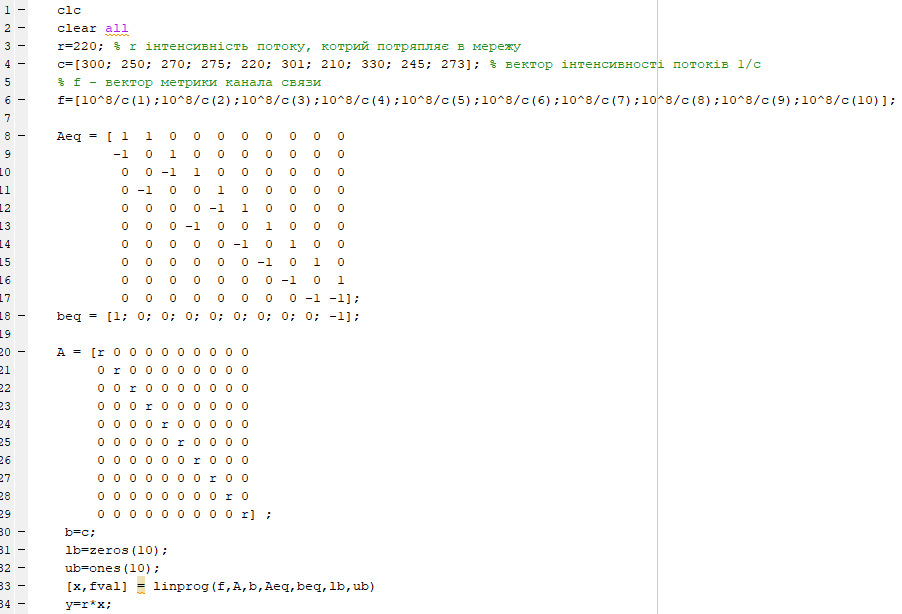 1 – clc
2 – clear all
3 – r=220; % r інтенсивність потоку, котрий потряпляє в мережу
4 – c=[300; 250; 270; 275; 220; 301; 210; 330; 245; 273]; % вектор інтенсивності потоків 1/с
5 % f - вектор метрики канала связи
6 – f=[10^8/c(1);10^8/c(2);10^8/c(3);10^8/c(4);10^8/c(5);10^8/c(6);10^8/c(7);10^8/c(8);10^8/c(9);10^8/c(10)];
7
8 – Aeq = [ 1 1 0 0 0 0 0 0 0 0
9 -1 0 1 0 0 0 0 0 0 0
10 0 0 -1 1 0 0 0 0 0 0
11 0 -1 0 0 1 0 0 0 0 0
12 0 0 0 0 -1 1 0 0 0 0
13 0 0 0 -1 0 0 1 0 0 0
14 0 0 0 0 0 -1 0 1 0 0
15 0 0 0 0 0 0 -1 0 1 0
16 0 0 0 0 0 0 0 -1 0 1
17 0 0 0 0 0 0 0 0 -1 -1];
18 – beq = [1; 0; 0; 0; 0; 0; 0; 0; 0; -1];
19
20 – A = [r 0 0 0 0 0 0 0 0 0
21 0 r 0 0 0 0 0 0 0 0
22 0 0 r 0 0 0 0 0 0 0
23 0 0 0 r 0 0 0 0 0 0
24 0 0 0 0 r 0 0 0 0 0
25 0 0 0 0 0 r 0 0 0 0
26 0 0 0 0 0 0 r 0 0 0
27 0 0 0 0 0 0 0 r 0 0
28 0 0 0 0 0 0 0 0 r 0
29 0 0 0 0 0 0 0 0 0 r] ;
30 – b=c;
31 – lb=zeros(10);
32 – ub=ones(10);
33 – [x,fval] = linprog(f,A,b,Aeq,beq,lb,ub)
34 – y=r*x;